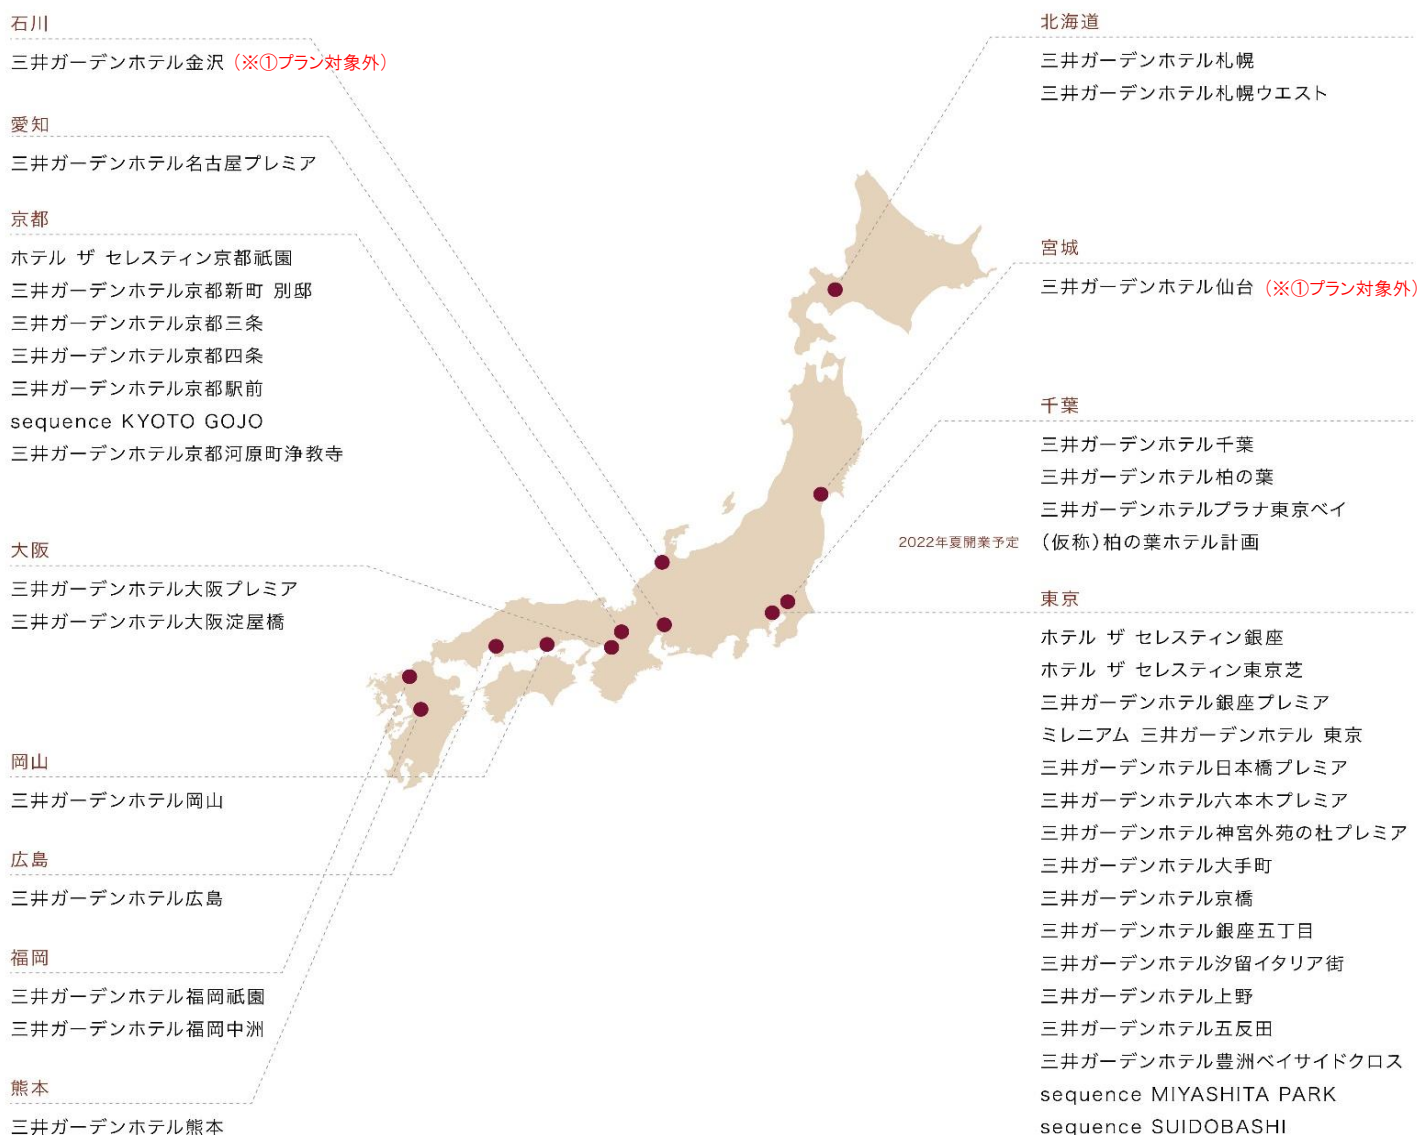 石川
三井ガーデンホテル金沢 (※①プラン対象外)
愛知
三井ガーデンホテル名古屋プレミア
京都
ホテル ザ セレスティン京都祇園
三井ガーデンホテル京都新町 別邸
三井ガーデンホテル京都三条
三井ガーデンホテル京都四条
三井ガーデンホテル京都駅前
sequence KYOTO GOJO
三井ガーデンホテル京都河原町浄教寺
大阪
三井ガーデンホテル大阪プレミア
三井ガーデンホテル大阪淀屋橋
岡山
三井ガーデンホテル岡山
広島
三井ガーデンホテル広島
福岡
三井ガーデンホテル福岡祇園
三井ガーデンホテル福岡中洲
熊本
三井ガーデンホテル熊本
北海道
三井ガーデンホテル札幌
三井ガーデンホテル札幌ウエスト
宮城
三井ガーデンホテル仙台 (※①プラン対象外)
千葉
三井ガーデンホテル千葉
三井ガーデンホテル柏の葉
三井ガーデンホテルプラナ東京ベイ
2022年夏開業予定 (仮称)柏の葉ホテル計画
東京
ホテル ザ セレスティン銀座
ホテル ザ セレスティン東京芝
三井ガーデンホテル銀座プレミア
ミレニアム 三井ガーデンホテル 東京
三井ガーデンホテル日本橋プレミア
三井ガーデンホテル六本木プレミア
三井ガーデンホテル神宮外苑の杜プレミア
三井ガーデンホテル大手町
三井ガーデンホテル京橋
三井ガーデンホテル銀座五丁目
三井ガーデンホテル汐留イタリア街
三井ガーデンホテル上野
三井ガーデンホテル五反田
三井ガーデンホテル豊洲ベイサイドクロス
sequence MIYASHITA PARK
sequence SUIDOBASHI